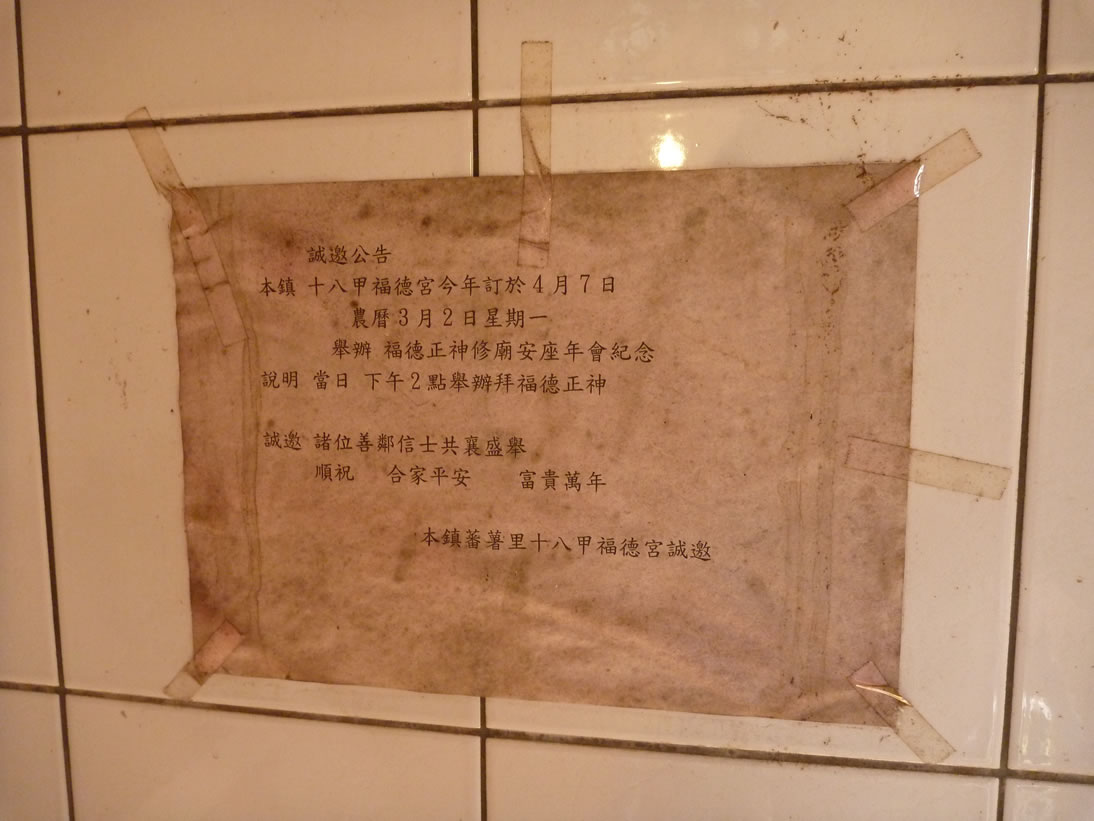 誠邀公告
本鎮 十八甲福德宮今年訂於4月7日
農曆3月2日星期一
舉辦 福德正神修廟安座年會紀念
說明 當日 下午2點舉辦拜福德正神
誠邀 諸位善鄰信士共襄盛舉
順祝 合家平安 富貴萬年
本鎮蕃薯里十八甲福德宮誠邀